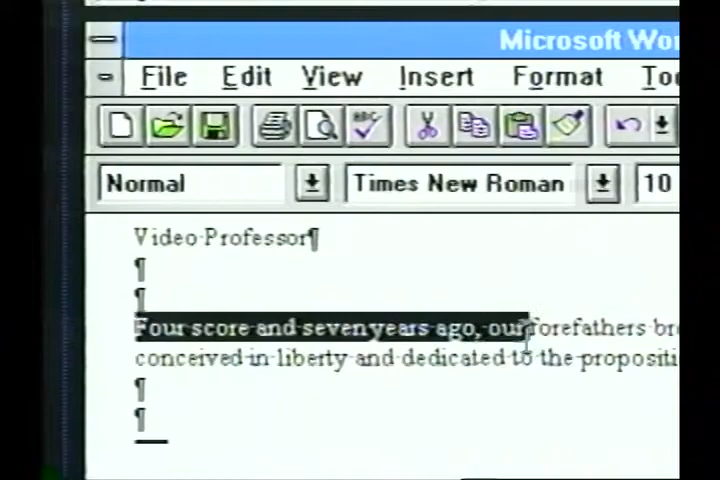 Microsoft Wo
File Edit View Insert Format To
ABC
Normal Times New Roman 10
Video·Professor¶
¶
¶
Four·score·and·seven·years·ago,·our·forefathers·br
conceived·in·liberty·and·dedicated·to·the·propositi
¶
¶